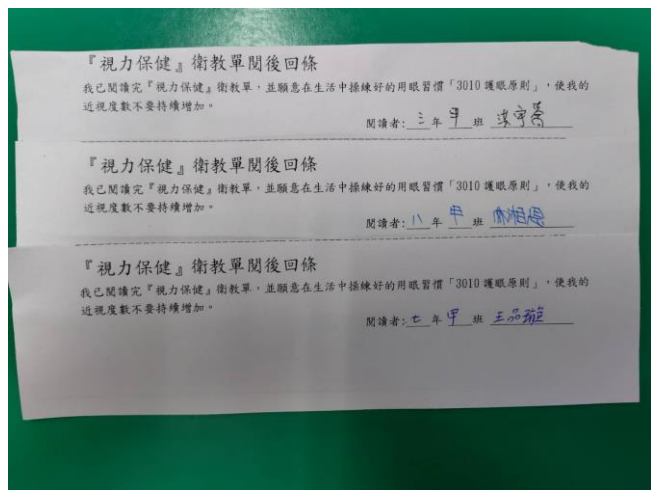 『視力保健』衛教單閱後回條
我已閱讀完『視力保健』衛教單，並願意在生活中操練好的用眼習慣「3010 護眼原則」，使我的
近視度數不要持續增加。
閱讀者:三年甲班
『視力保健』衛教單閱後回條
我已閱讀完『視力保健』衛教單，並願意在生活中操練好的用眼習慣「3010 護眼原則」，使我的
近視度數不要持續增加。
閱讀者:八年甲班
『視力保健』衛教單閱後回條
我已閱讀完『視力保健』衛教單，並願意在生活中操練好的用眼習慣「3010 護眼原則」，使我的
近視度數不要持續增加。
閱讀者:七年甲班 王品璇